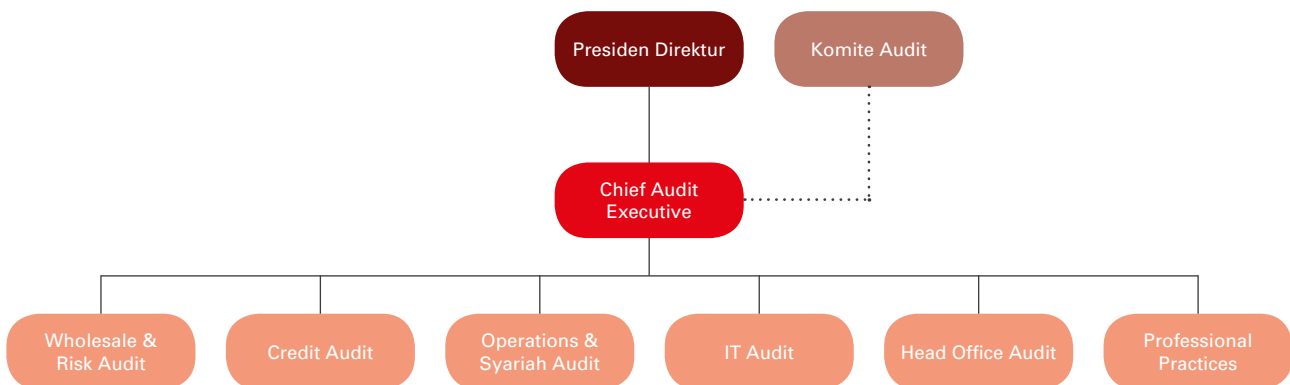 Presiden Direktur
Komite Audit
Chief Audit
Executive
Wholesale &
Risk Audit
Credit Audit
Operations &
Syariah Audit
IT Audit
Head Office Audit
Professional
Practices